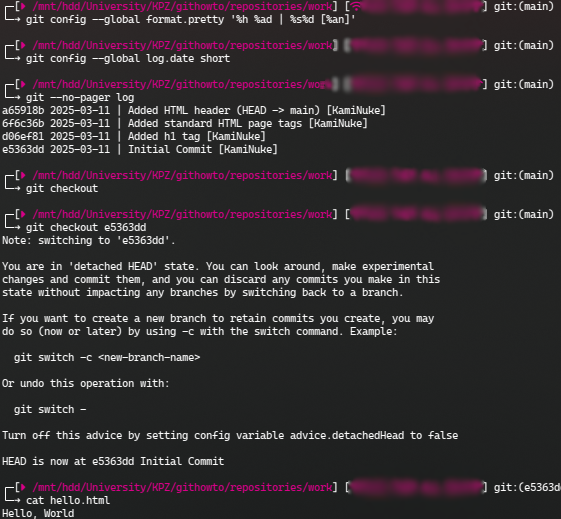 ┌─[ /mnt/hdd/University/KPZ/githowto/repositories/work] [ ] git:(main)
└─➝ git config --global format.pretty '%h %ad | %s%d [%an]'
┌─[ /mnt/hdd/University/KPZ/githowto/repositories/work] [ ] git:(main)
└─➝ git config --global log.date short
┌─[ /mnt/hdd/University/KPZ/githowto/repositories/work] [ ] git:(main)
└─➝ git --no-pager log
a65918b 2025-03-11 | Added HTML header (HEAD -> main) [KamiNuke]
6f6c36b 2025-03-11 | Added standard HTML page tags [KamiNuke]
d06ef81 2025-03-11 | Added h1 tag [KamiNuke]
e5363dd 2025-03-11 | Initial Commit [KamiNuke]
┌─[ /mnt/hdd/University/KPZ/githowto/repositories/work] [ ] git:(main)
└─➝ git checkout
┌─[ /mnt/hdd/University/KPZ/githowto/repositories/work] [ ] git:(main)
└─➝ git checkout e5363dd
Note: switching to 'e5363dd'.
You are in 'detached HEAD' state. You can look around, make experimental
changes and commit them, and you can discard any commits you make in this
state without impacting any branches by switching back to a branch.
If you want to create a new branch to retain commits you create, you may
do so (now or later) by using -c with the switch command. Example:
git switch -c <new-branch-name>
Or undo this operation with:
git switch -
Turn off this advice by setting config variable advice.detachedHead to false
HEAD is now at e5363dd Initial Commit
┌─[ /mnt/hdd/University/KPZ/githowto/repositories/work] [ ] git:(e5363d
└─➝ cat hello.html
Hello, World